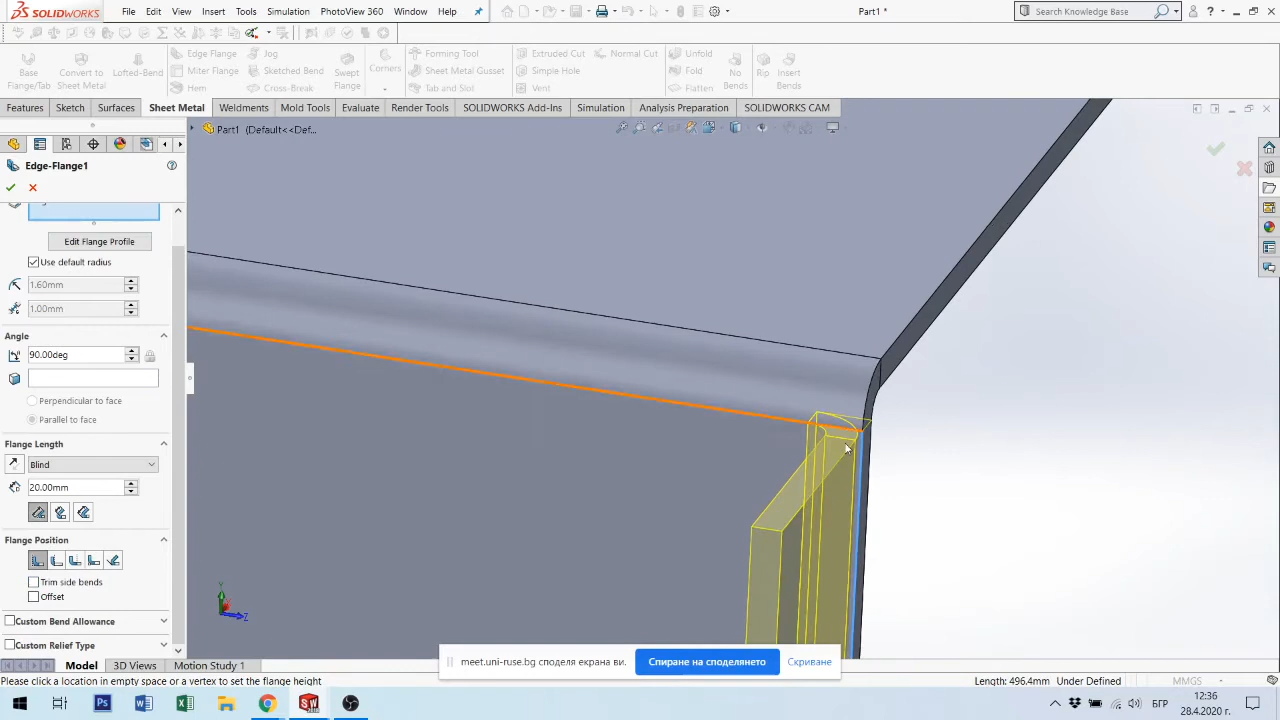 SOLIDWORKS File Edit View Insert Tools Simulation PhotoView 360 Window Help Part1 * Search Knowledge Base
Base Flange/Tab
Convert to Sheet Metal
Lofted-Bend
Edge Flange
Miter Flange
Hem
Jog
Sketched Bend
Cross-Break
Swept Flange
Corners
Forming Tool
Sheet Metal Gusset
Tab and Slot
Extruded Cut
Simple Hole
Vent
Normal Cut
Unfold
Fold
Flatten
No Bends
Rip
Insert Bends
Features Sketch Surfaces Sheet Metal Weldments Mold Tools Evaluate Render Tools SOLIDWORKS Add-Ins Simulation Analysis Preparation SOLIDWORKS CAM
Part1 (Default<<Def...
Edge-Flange1
Edit Flange Profile
Use default radius
1.60mm
1.00mm
Angle
90.00deg
Perpendicular to face
Parallel to face
Flange Length
Blind
20.00mm
Flange Position
Trim side bends
Offset
Custom Bend Allowance
Custom Relief Type
Y
Z
meet.uni-ruse.bg споделя екрана ви. Спиране на споделянето Скриване
Model 3D Views Motion Study 1
Please click a location in empty space or a vertex to set the flange height Length: 496.4mm Under Defined MMGS
БГР 12:36
28.4.2020 г.